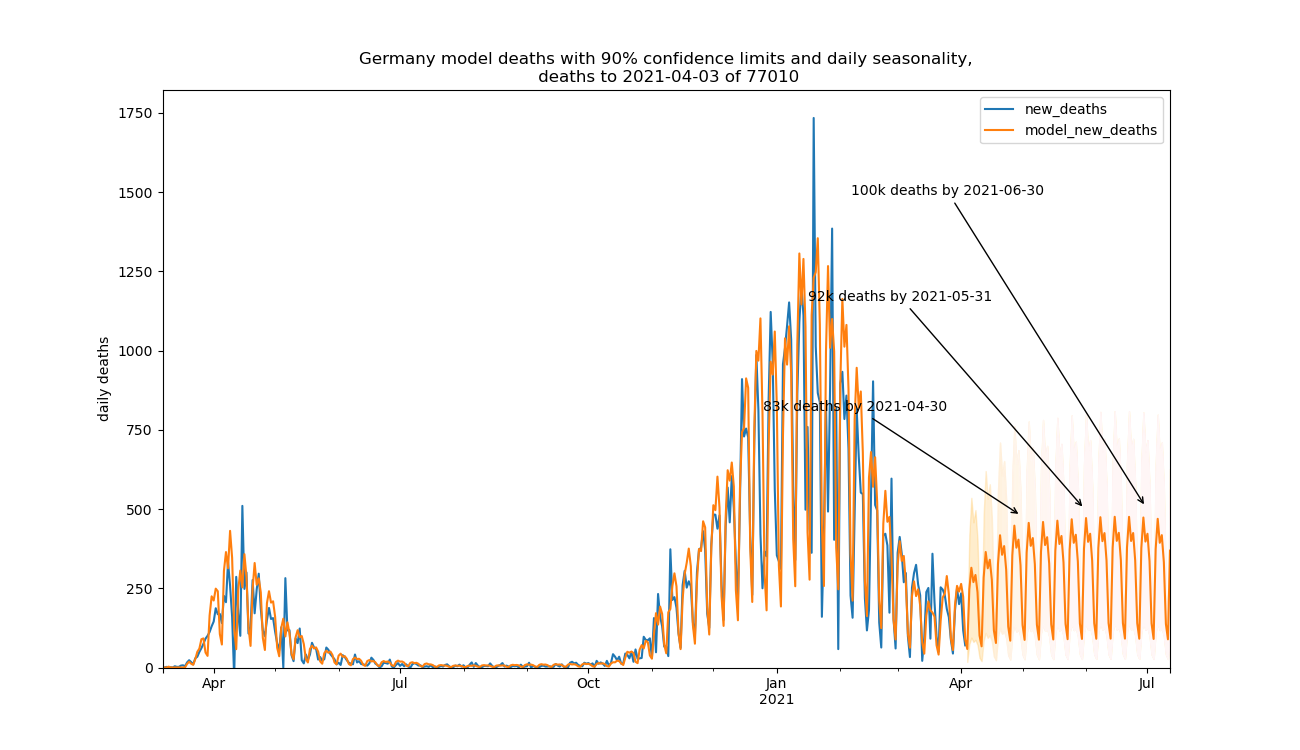 Germany model deaths with 90% confidence limits and daily seasonality,
deaths to 2021-04-03 of 77010
new_deaths
model_new_deaths
100k deaths by 2021-06-30
92k deaths by 2021-05-31
83k deaths by 2021-04-30
daily deaths
1750
1500
1250
1000
750
500
250
0
Apr
Jul
Oct
Jan
2021
Apr
Jul